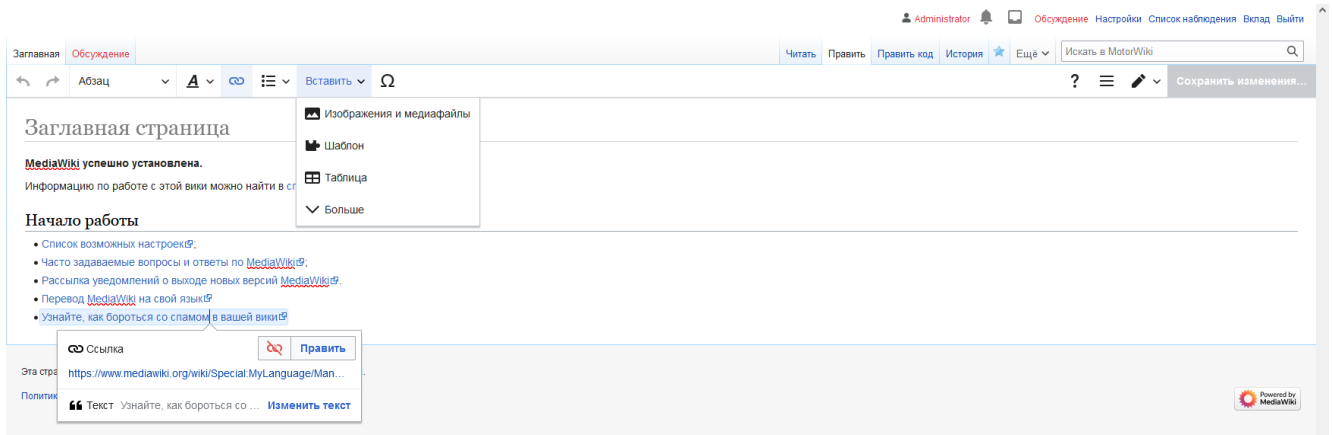 Administrator Обсуждение Настройки Список наблюдения Вклад Выйти
Заглавная Обсуждение Читать Править Править код История Ещё Искать в MotorWiki
Абзац A Вставить Ω ? Сохранить изменения...
Изображения и медиафайлы
Заглавная страница
Шаблон
MediaWiki успешно установлена.
Таблица
Информацию по работе с этой вики можно найти в
Больше
Начало работы
Список возможных настроек;
Часто задаваемые вопросы и ответы по MediaWiki;
Рассылка уведомлений о выходе новых версий MediaWiki.
Перевод MediaWiki на свой язык
Узнайте, как бороться со спамом в вашей вики
Ссылка Править
Эта
https://www.mediawiki.org/wiki/Special:MyLanguage/Man...
Текст Узнайте, как бороться со ... Изменить текст
Powered by
MediaWiki